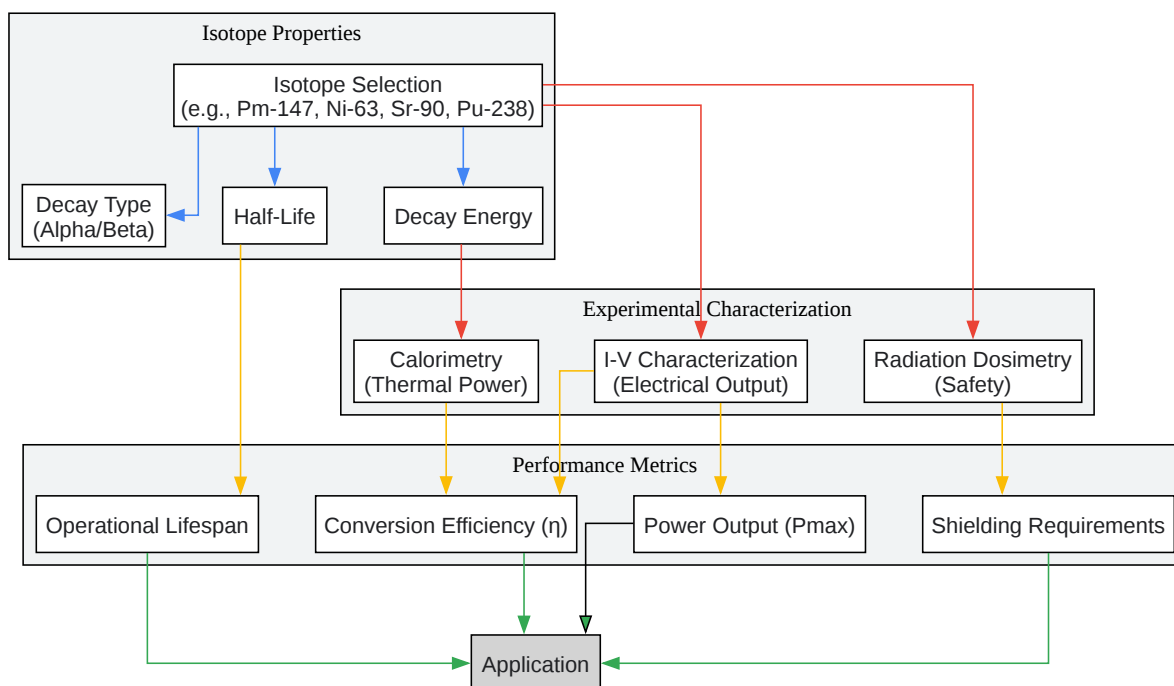 Isotope Properties
Isotope Selection
(e.g., Pm-147, Ni-63, Sr-90, Pu-238)
Decay Type
(Alpha/Beta)
Half-Life
Decay Energy
Experimental Characterization
Calorimetry
(Thermal Power)
I-V Characterization
(Electrical Output)
Radiation Dosimetry
(Safety)
Performance Metrics
Operational Lifespan
Conversion Efficiency (η)
Power Output (Pmax)
Shielding Requirements
Application